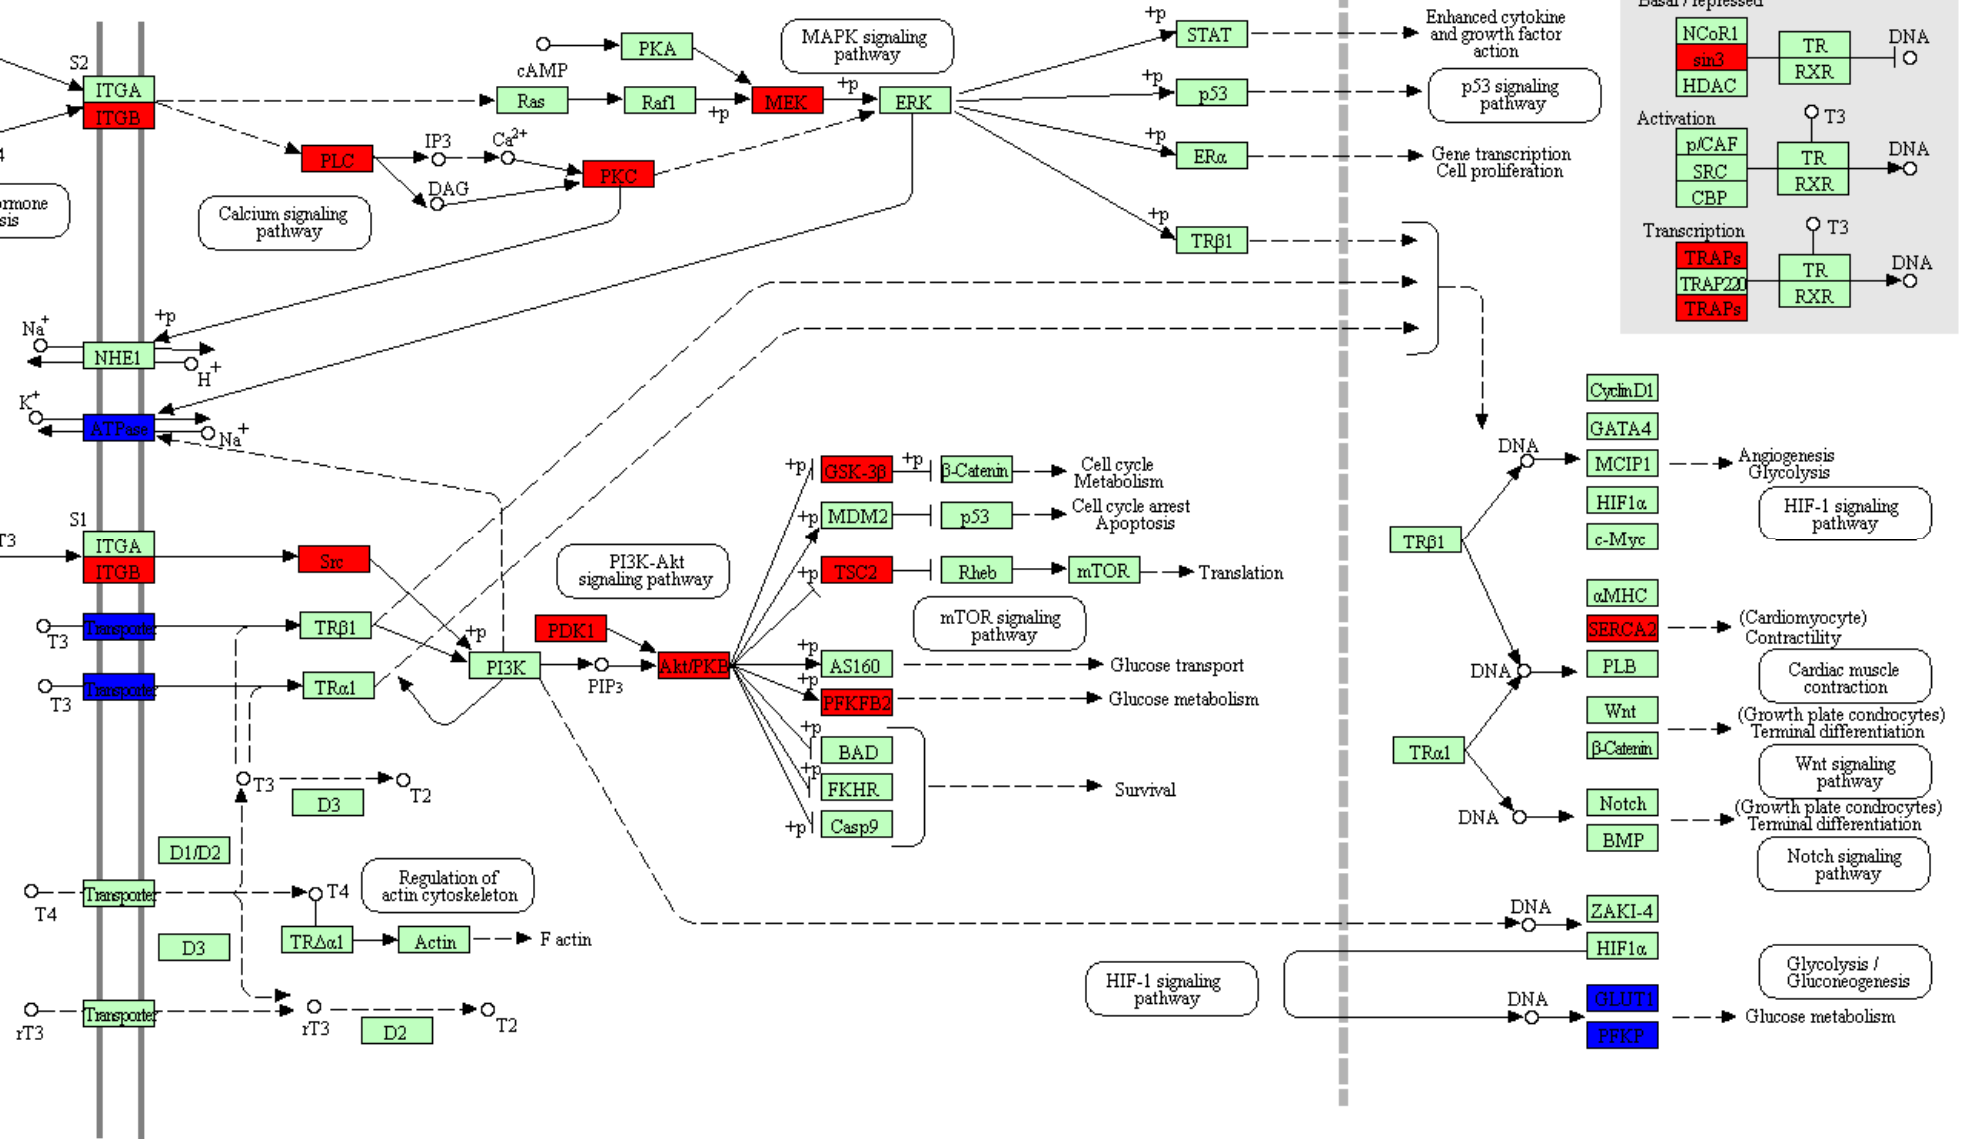 Basal / repressed
S2
ITGA
ITGB
4
ormone
sis
PLC
IP3
Ca2+
DAG
PKC
Calcium signaling
pathway
cAMP
PKA
Ras
Raf1
+p
MEK
+p
ERK
MAPK signaling
pathway
+p
STAT
Enhanced cytokine
and growth factor
action
+p
p53
p53 signaling
pathway
+p
ERα
Gene transcription
Cell proliferation
+p
TRβ1
NCoR1
sin3
HDAC
TR
RXR
DNA
Activation
p/CAF
SRC
CBP
T3
TR
RXR
DNA
Transcription
TRAPs
TRAP220
TRAPs
T3
TR
RXR
DNA
Na+
+p
NHE1
H+
K+
ATPase
Na+
S1
T3
ITGA
ITGB
Src
T3
Transporter
TRβ1
T3
Transporter
TRα1
+p
PI3K
PIP3
PDK1
Akt/PKB
PI3K-Akt
signaling pathway
+p
GSK-3β
+p
β-Catenin
Cell cycle
Metabolism
+p
MDM2
p53
Cell cycle arrest
Apoptosis
+p
TSC2
Rheb
mTOR
Translation
mTOR signaling
pathway
+p
AS160
Glucose transport
+p
PFKFB2
Glucose metabolism
+p
BAD
+p
FKHR
+p
Casp9
Survival
T3
T2
D3
D1/D2
T4
Transporter
T4
Regulation of
actin cytoskeleton
TRΔα1
Actin
F actin
D3
rT3
Transporter
rT3
T2
D2
TRβ1
DNA
CyclinD1
GATA4
MCIP1
HIF1α
c-Myc
Angiogenesis
Glycolysis
HIF-1 signaling
pathway
DNA
αMHC
SERCA2
PLB
(Cardiomyocyte)
Contractility
Cardiac muscle
contraction
Wnt
β-Catenin
(Growth plate condrocytes)
Terminal differentiation
Wnt signaling
pathway
TRα1
DNA
Notch
BMP
(Growth plate condrocytes)
Terminal differentiation
Notch signaling
pathway
DNA
ZAKI-4
HIF1α
HIF-1 signaling
pathway
DNA
GLUT1
PFKP
Glycolysis /
Gluconeogenesis
Glucose metabolism